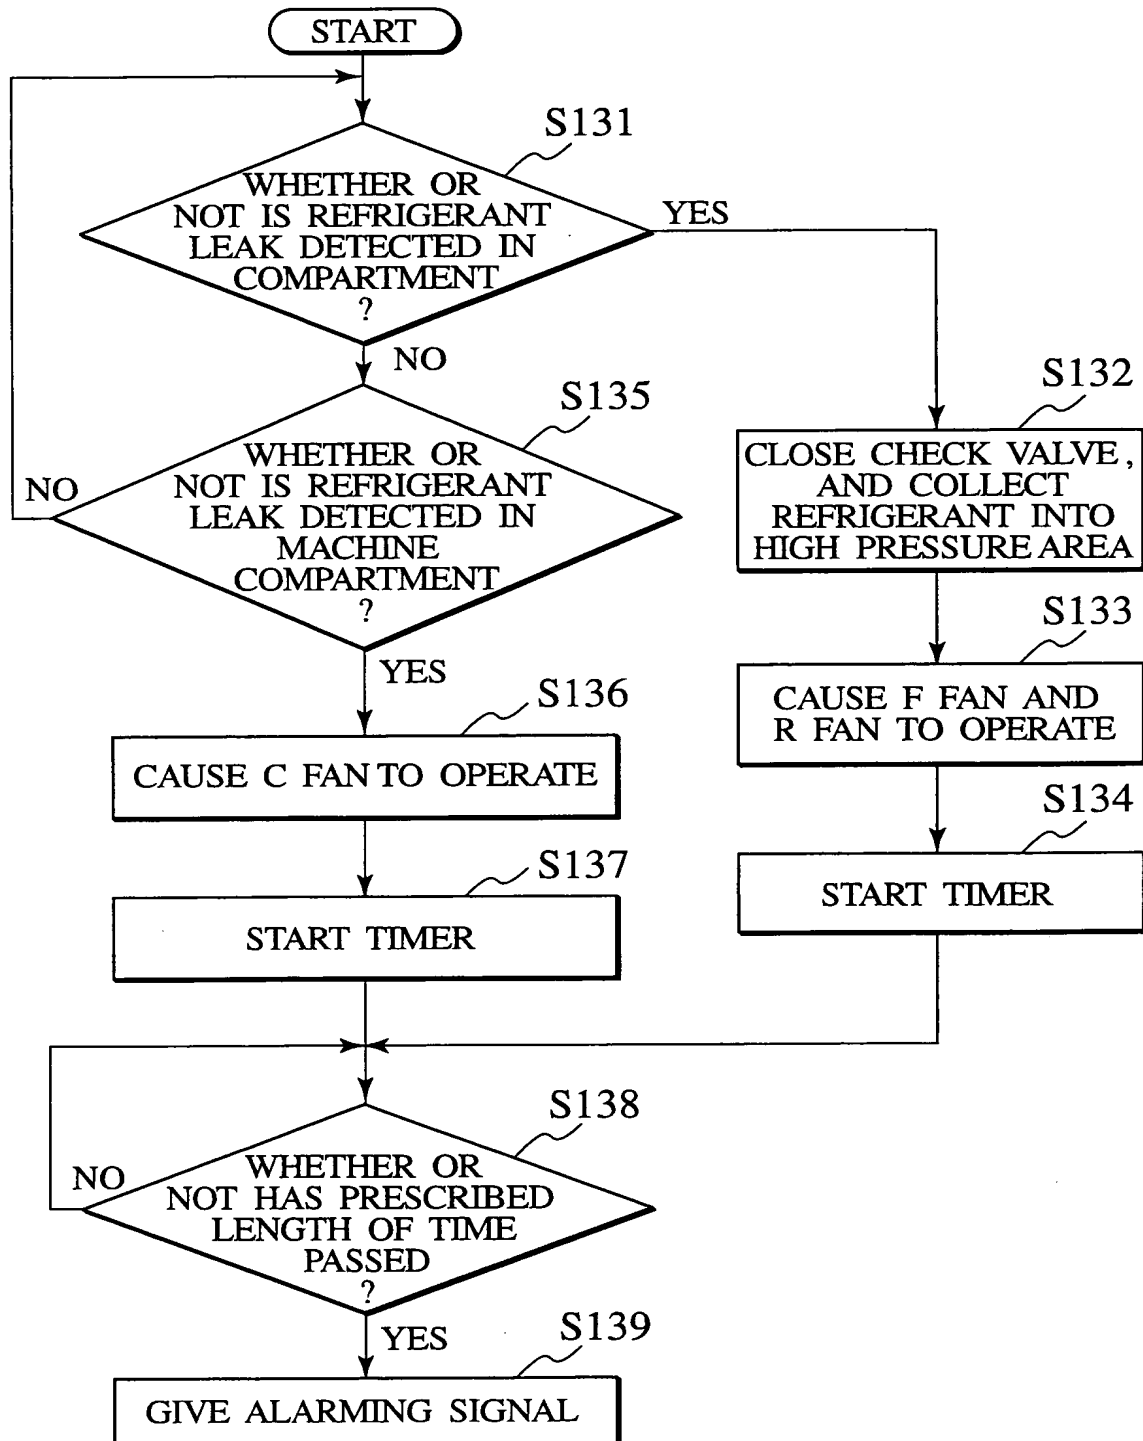 START
S131
WHETHER OR
NOT IS REFRIGERANT
LEAK DETECTED IN
COMPARTMENT
?
YES
NO
S135
WHETHER OR
NOT IS REFRIGERANT
LEAK DETECTED IN
MACHINE
COMPARTMENT
?
NO
YES
S132
CLOSE CHECK VALVE,
AND COLLECT
REFRIGERANT INTO
HIGH PRESSURE AREA
S133
CAUSE F FAN AND
R FAN TO OPERATE
S134
START TIMER
S136
CAUSE C FAN TO OPERATE
S137
START TIMER
S138
WHETHER OR
NOT HAS PRESCRIBED
LENGTH OF TIME
PASSED
?
NO
YES
S139
GIVE ALARMING SIGNAL